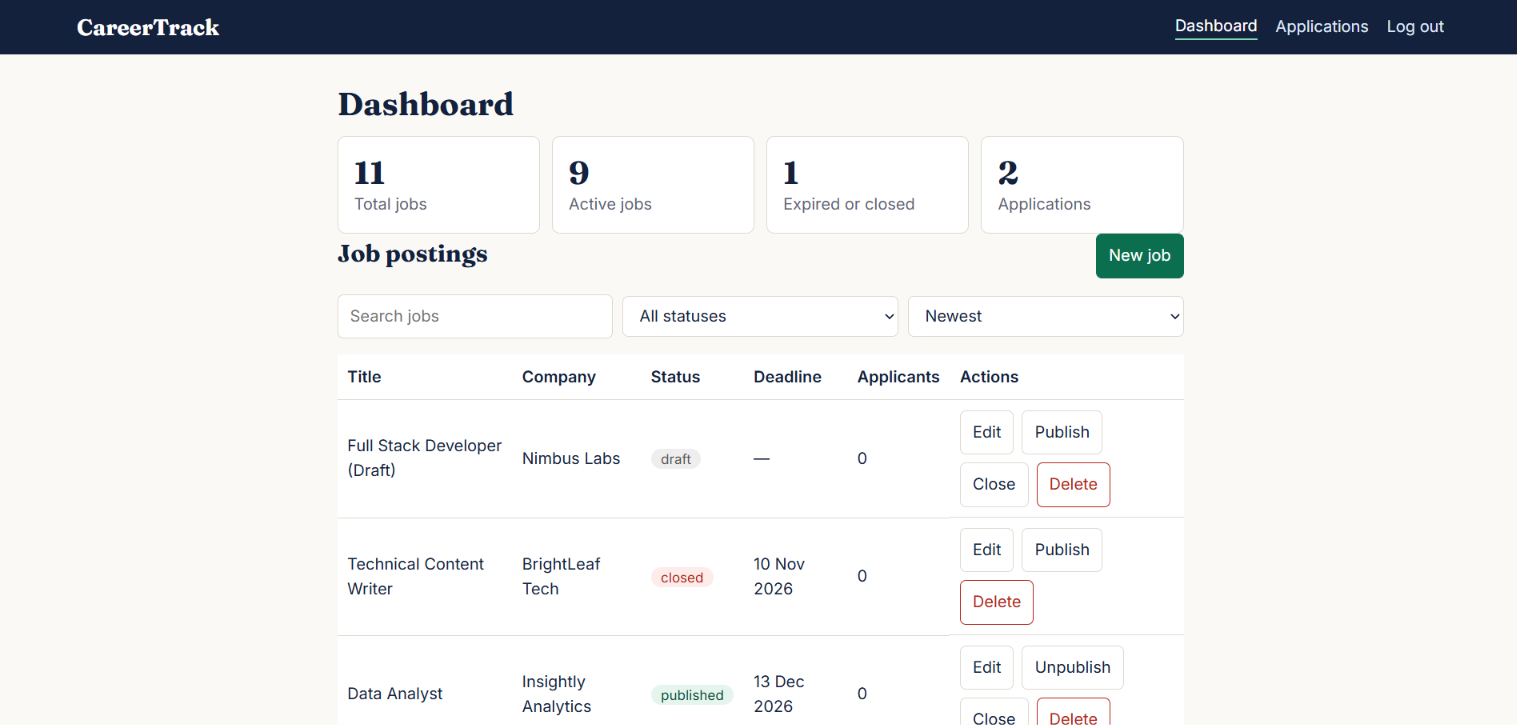 CareerTrack
Dashboard Applications Log out
Dashboard
11
Total jobs
9
Active jobs
1
Expired or closed
2
Applications
Job postings
New job
Search jobs
All statuses
Newest
Title Company Status Deadline Applicants Actions
Full Stack Developer
(Draft)
Nimbus Labs
draft
—
0
Edit Publish
Close Delete
Technical Content
Writer
BrightLeaf
Tech
closed
10 Nov
2026
0
Edit Publish
Delete
Data Analyst
Insightly
Analytics
published
13 Dec
2026
0
Edit Unpublish
Close Delete